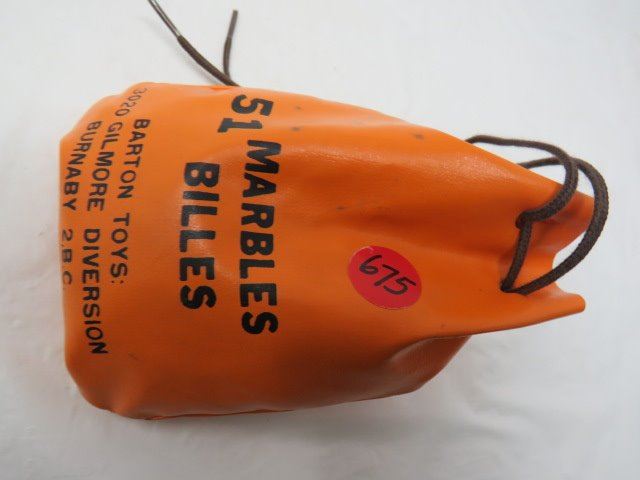 51 MARBLES
BILLES
BARTON TOYS:
3020 GILMORE DIVERSION
BURNABY 2, B.C.
675